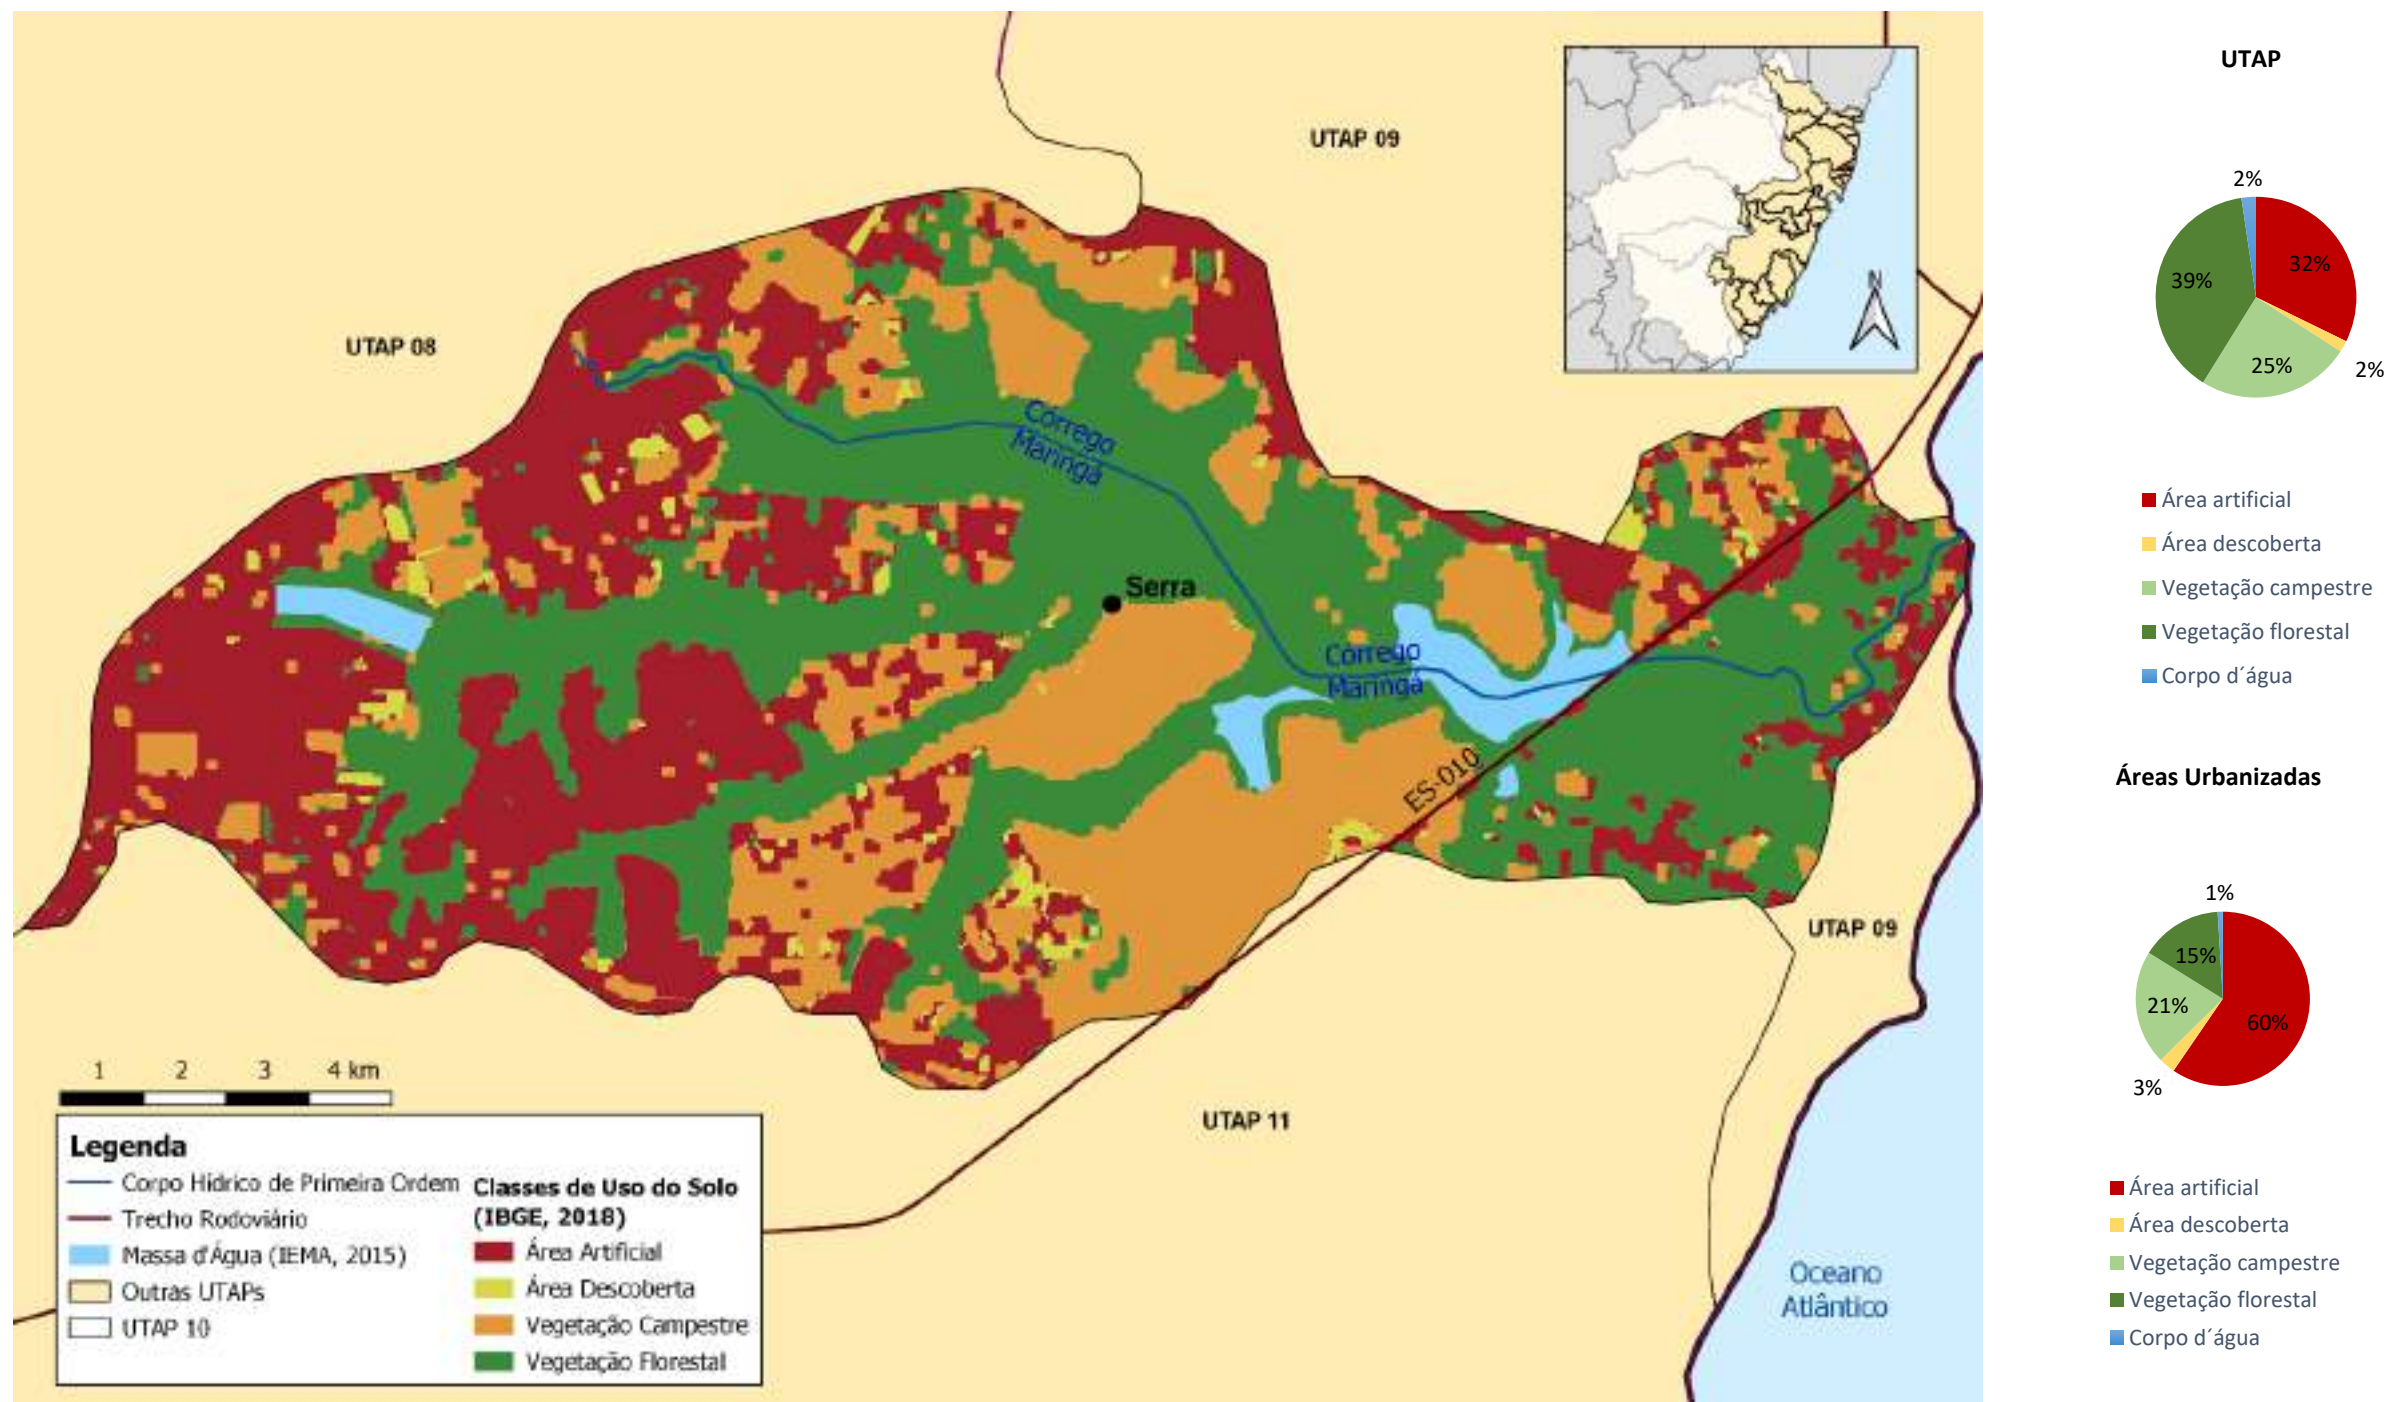 UTAP 09
UTAP 08
N
Córrego
Maringá
Serra
Córrego
Maringá
ES-010
UTAP 09
UTAP 11
Oceano
Atlântico
1 2 3 4 km
Legenda
Corpo Hídrico de Primeira Ordem
Trecho Rodoviário
Massa d'Água (IEMA, 2015)
Outras UTAPs
UTAP 10
Classes de Uso do Solo
(IBGE, 2018)
Área Artificial
Área Descoberta
Vegetação Campestre
Vegetação Florestal
UTAP
2%
32%
39%
25%
2%
Área artificial
Área descoberta
Vegetação campestre
Vegetação florestal
Corpo d´água
Áreas Urbanizadas
1%
15%
21%
60%
3%
Área artificial
Área descoberta
Vegetação campestre
Vegetação florestal
Corpo d´água